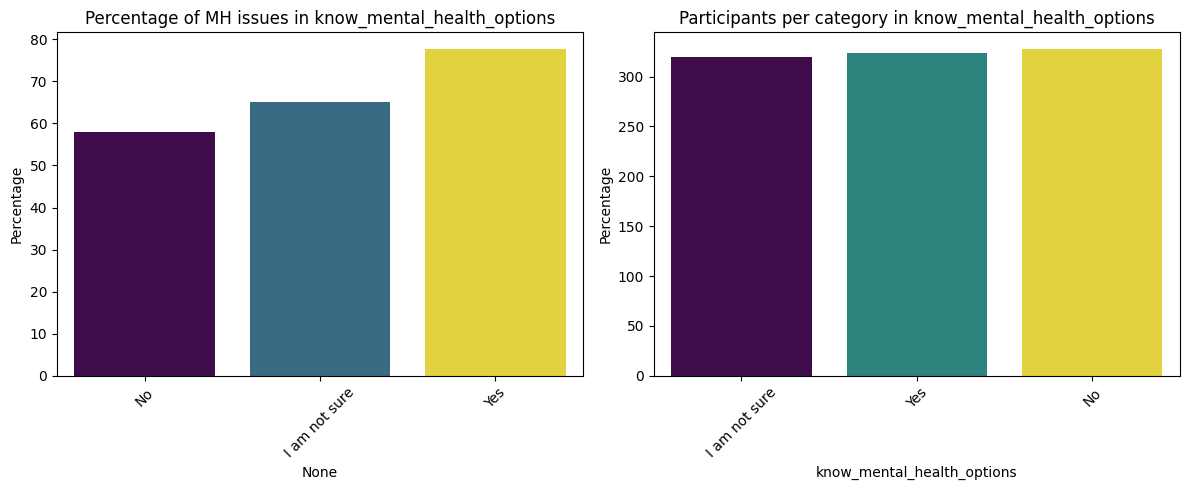 Percentage of MH issues in know_mental_health_options
Percentage
80
70
60
50
40
30
20
10
0
No
I am not sure
Yes
None
Participants per category in know_mental_health_options
Percentage
300
250
200
150
100
50
0
I am not sure
Yes
No
know_mental_health_options